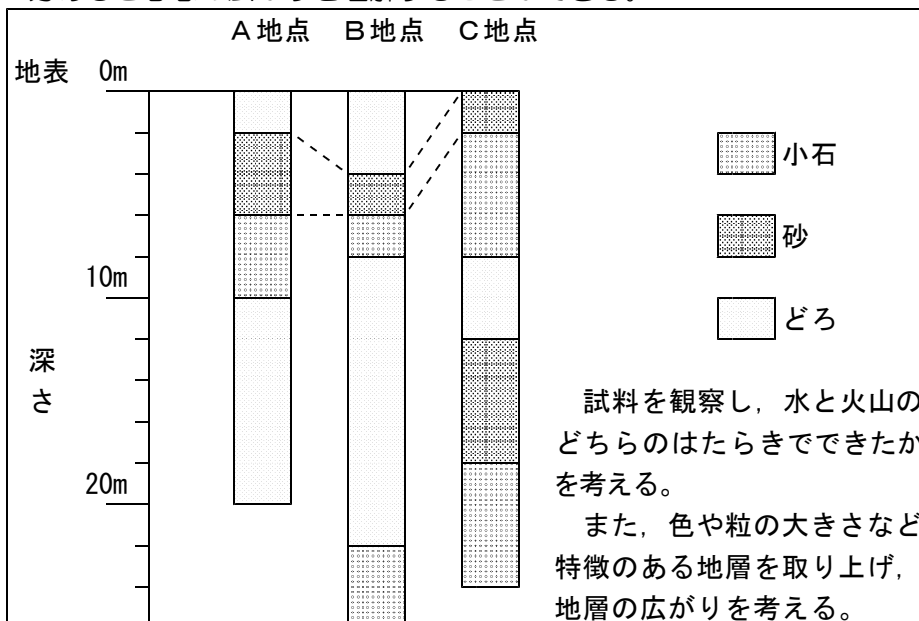 A地点 B地点 C地点
地表 0m
小石
砂
10m
どろ
深さ
試料を観察し，水と火山の
どちらのはたらきでできたか
を考える。
20m
また，色や粒の大きさなど
特徴のある地層を取り上げ，
地層の広がりを考える。